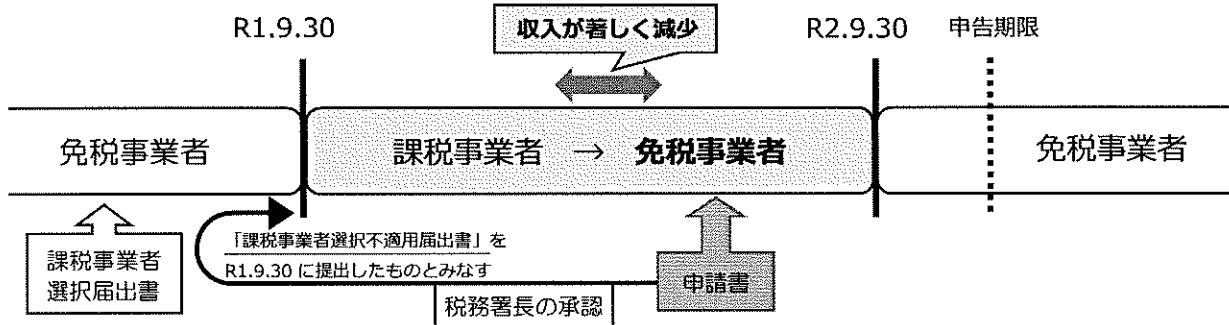 収入が著しく減少
R1.9.30
R2.9.30
申告期限
免税事業者
課税事業者 → 免税事業者
免税事業者
課税事業者
選択届出書
「課税事業者選択不適用届出書」を
R1.9.30 に提出したものとみなす
税務署長の承認
申請書